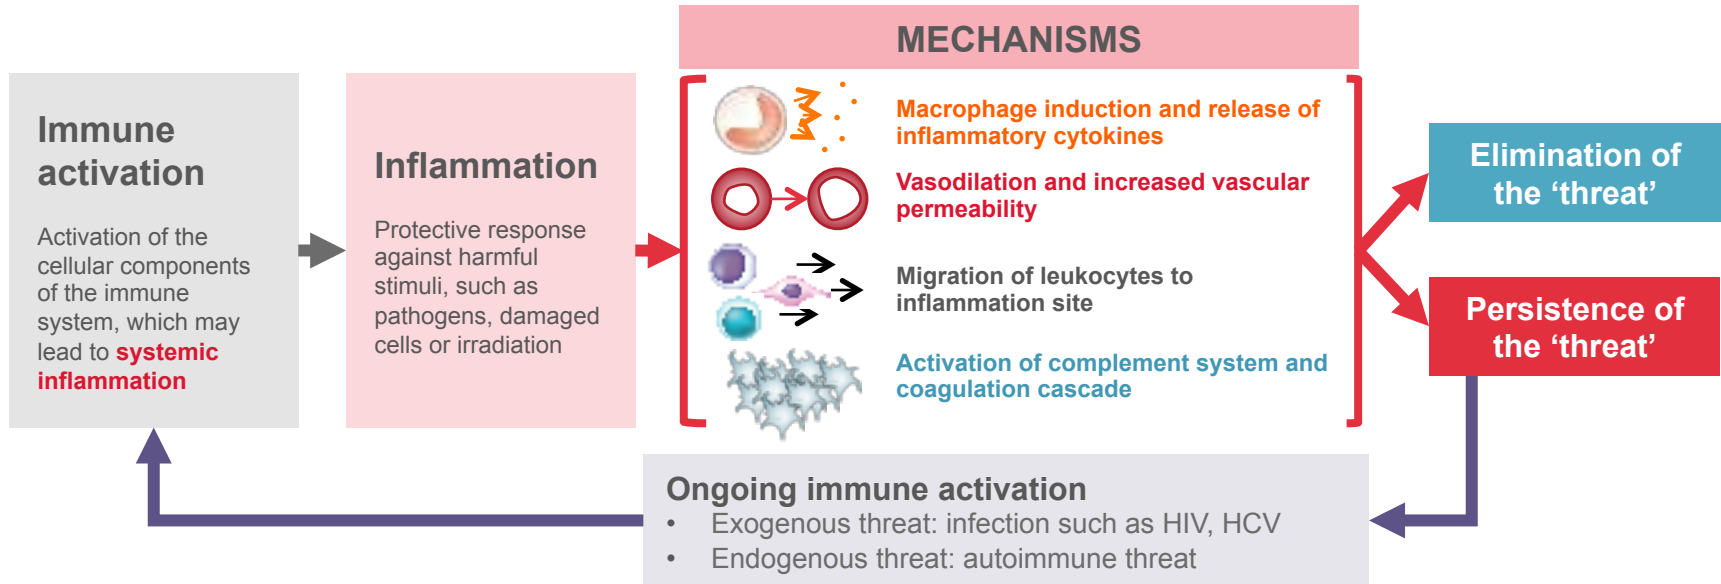 MECHANISMS
Immune
activation
Activation of the
cellular components
of the immune
system, which may
lead to systemic
inflammation
Inflammation
Protective response
against harmful
stimuli, such as
pathogens, damaged
cells or irradiation
Macrophage induction and release of
inflammatory cytokines
Vasodilation and increased vascular
permeability
Migration of leukocytes to
inflammation site
Activation of complement system and
coagulation cascade
Elimination of
the ‘threat’
Persistence of
the ‘threat’
Ongoing immune activation
• Exogenous threat: infection such as HIV, HCV
• Endogenous threat: autoimmune threat